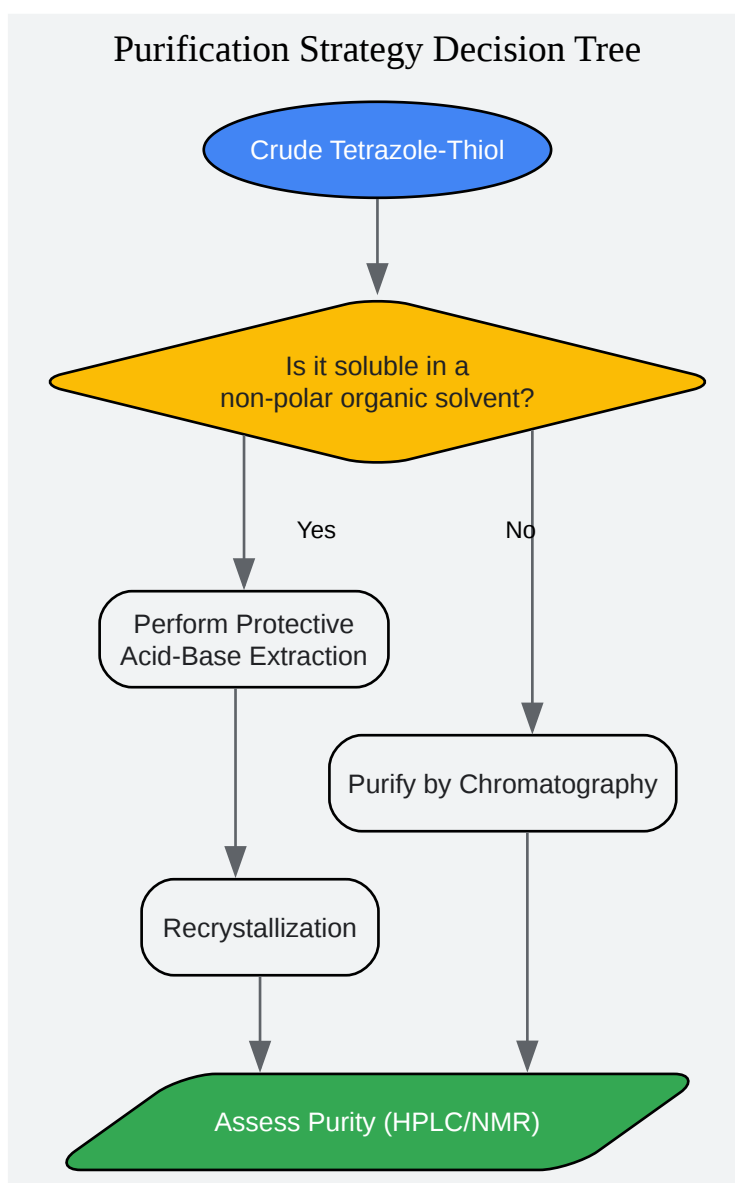 Purification Strategy Decision Tree
Crude Tetrazole-Thiol
Is it soluble in a
non-polar organic solvent?
Yes
No
Perform Protective
Acid-Base Extraction
Purify by Chromatography
Recrystallization
Assess Purity (HPLC/NMR)